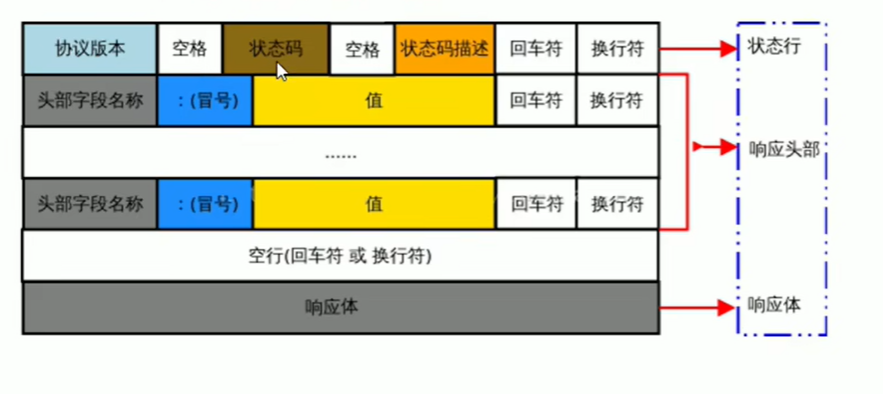 协议版本 空格 状态码 空格 状态码描述 回车符 换行符 状态行
头部字段名称 ：(冒号) 值 回车符 换行符
...... 响应头部
头部字段名称 ：(冒号) 值 回车符 换行符
空行(回车符 或 换行符)
响应体 响应体